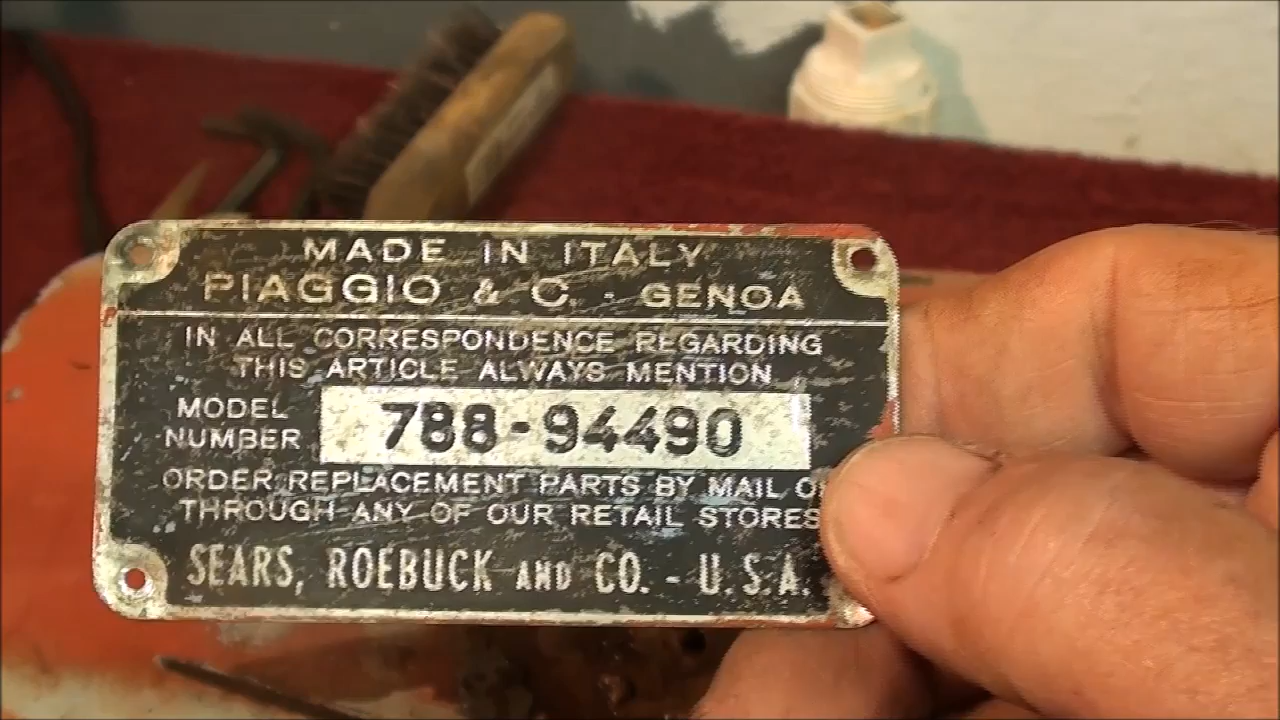 MADE IN ITALY
PIAGGIO & C. - GENOA
IN ALL CORRESPONDENCE REGARDING
THIS ARTICLE ALWAYS MENTION
MODEL
NUMBER 788-94490
ORDER REPLACEMENT PARTS BY MAIL OR
THROUGH ANY OF OUR RETAIL STORES
SEARS, ROEBUCK AND CO. - U.S.A.